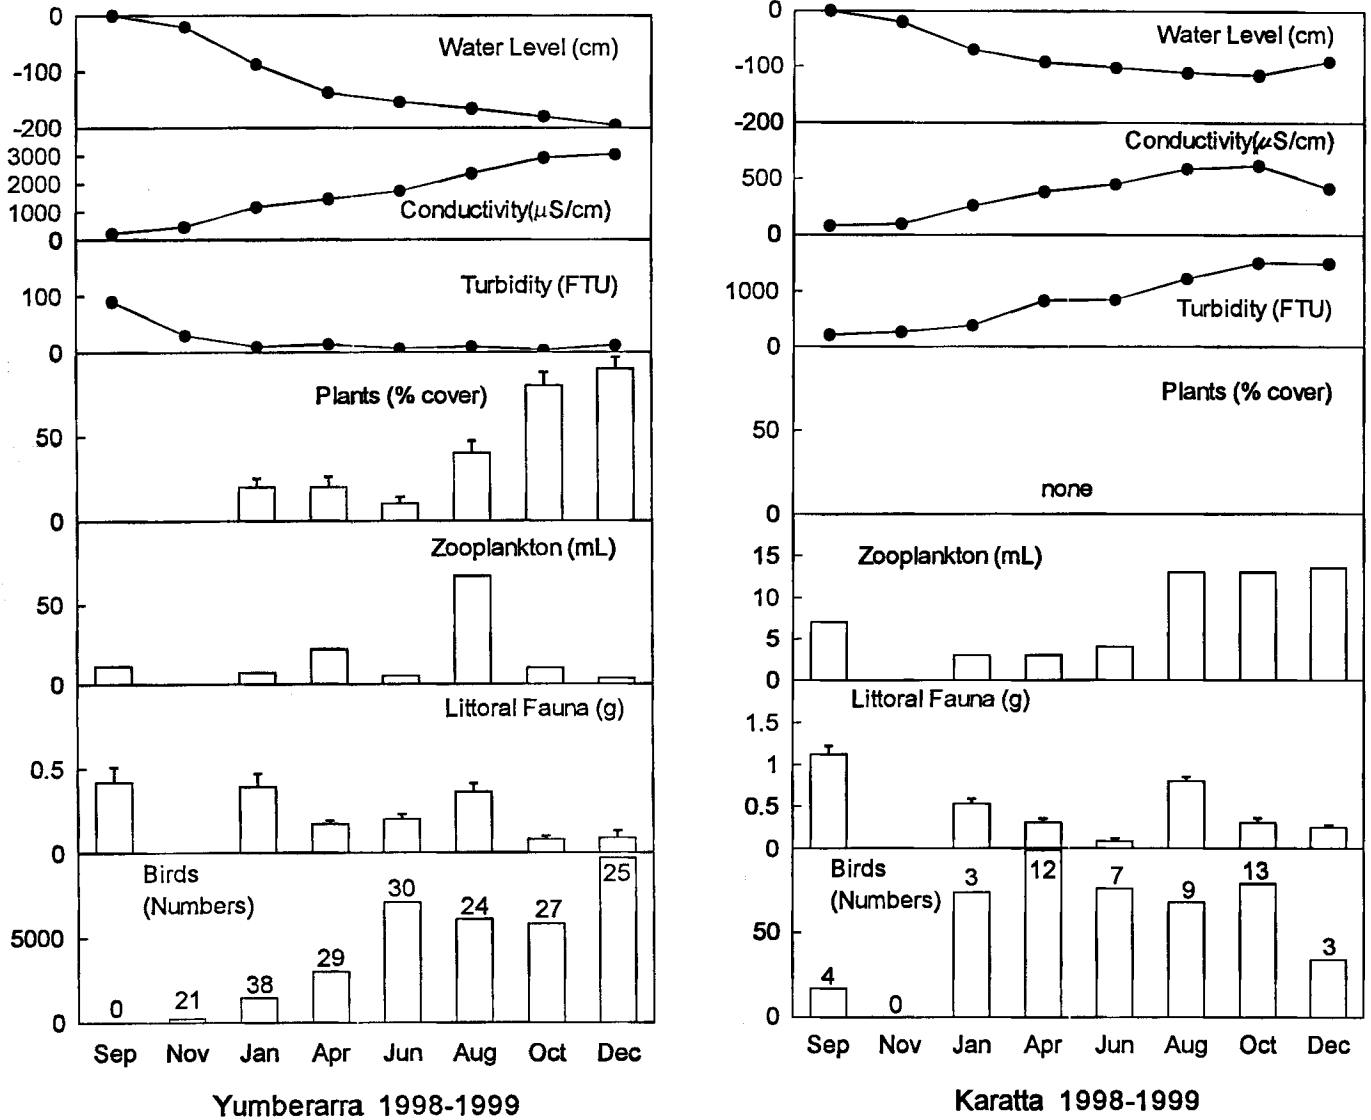 0
-100
-200
Water Level (cm)
3000
2000
1000
0
Conductivity(μS/cm)
100
0
Turbidity (FTU)
50
0
Plants (% cover)
50
0
Zooplankton (mL)
0.5
0
Littoral Fauna (g)
5000
0
Birds
(Numbers)
0
21
38
29
30
24
27
25
Sep Nov Jan Apr Jun Aug Oct Dec
Yumberarra 1998-1999
0
-100
-200
Water Level (cm)
500
0
Conductivity(μS/cm)
1000
0
Turbidity (FTU)
50
0
Plants (% cover)
none
15
10
5
0
Zooplankton (mL)
1.5
1
0.5
0
Littoral Fauna (g)
50
0
Birds
(Numbers)
4
0
3
12
7
9
13
3
Sep Nov Jan Apr Jun Aug Oct Dec
Karatta 1998-1999